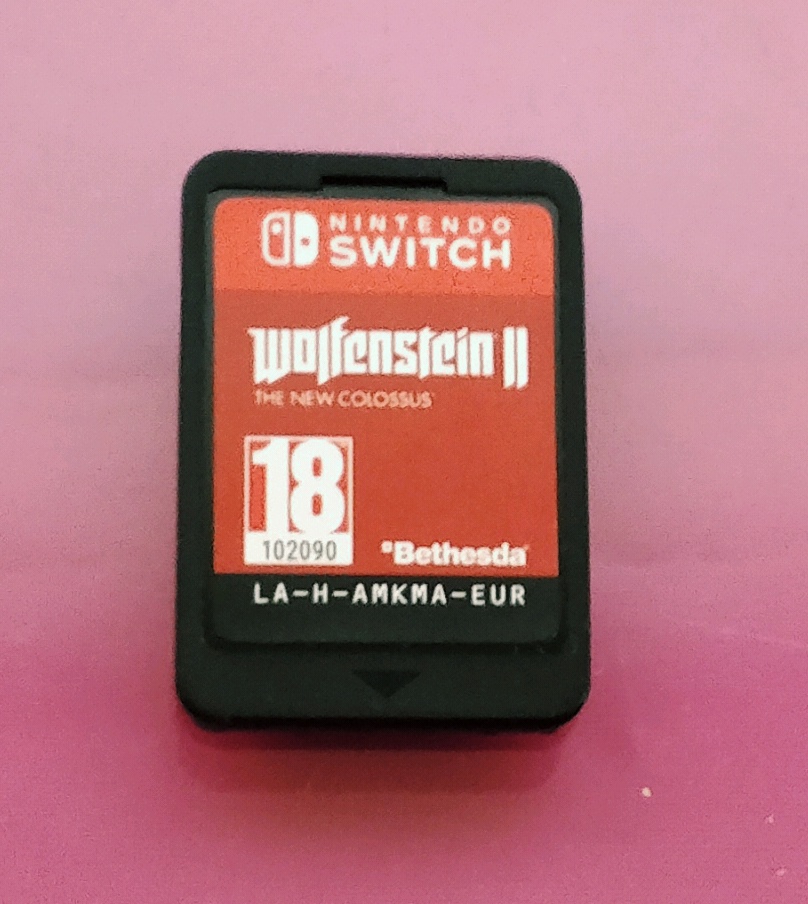 NINTENDO
SWITCH
Wolfenstein II
THE NEW COLOSSUS
18
102090
Bethesda
LA-H-AMKMA-EUR